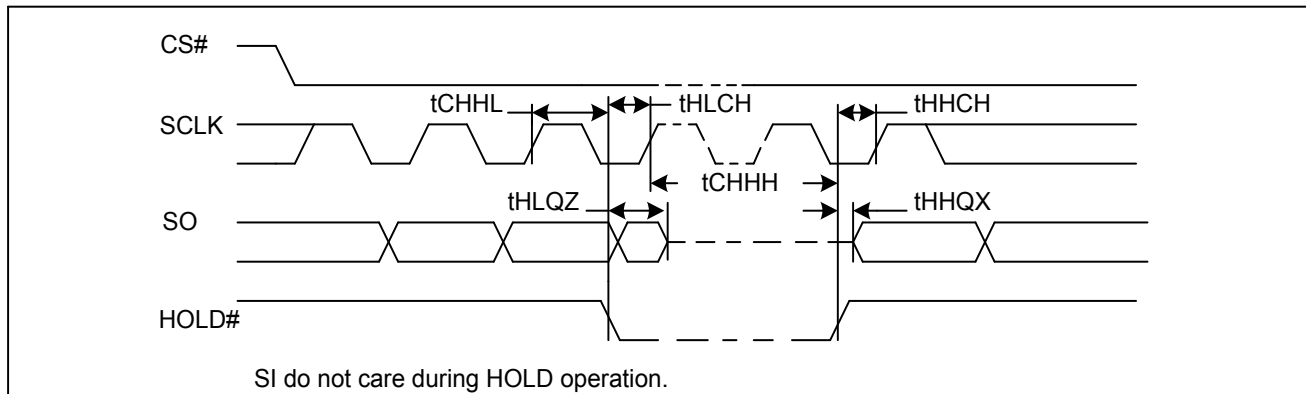 CS#
tCHHL
tHLCH
tHHCH
SCLK
tCHHH
tHLQZ
tHHQX
SO
HOLD#
SI do not care during HOLD operation.